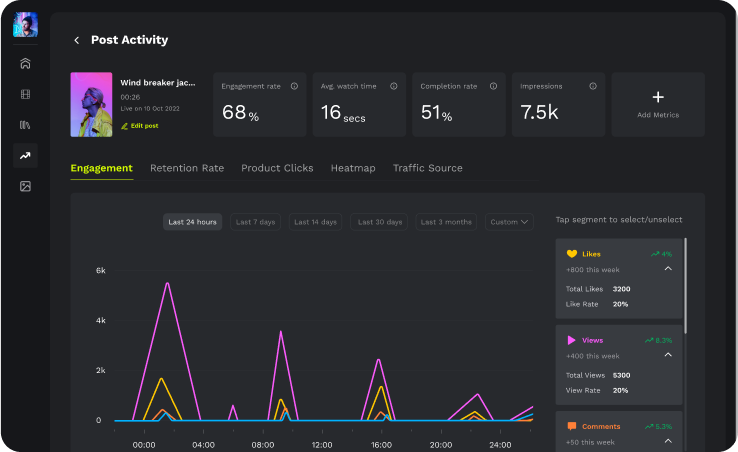 Post Activity
Wind breaker jac...
00:26
Live on 10 Oct 2022
Edit post
Engagement rate
68 %
Avg. watch time
16 secs
Completion rate
51 %
Impressions
7.5k
+
Add Metrics
Engagement
Retention Rate
Product Clicks
Heatmap
Traffic Source
Last 24 hours
Last 7 days
Last 14 days
Last 30 days
Last 3 months
Custom
Tap segment to select/unselect
6k
4k
2k
0
00:00
04:00
08:00
12:00
16:00
20:00
24:00
Likes
4%
+800 this week
Total Likes 3200
Like Rate 20%
Views
8.3%
+400 this week
Total Views 5300
View Rate 20%
Comments
5.3%
+50 this week